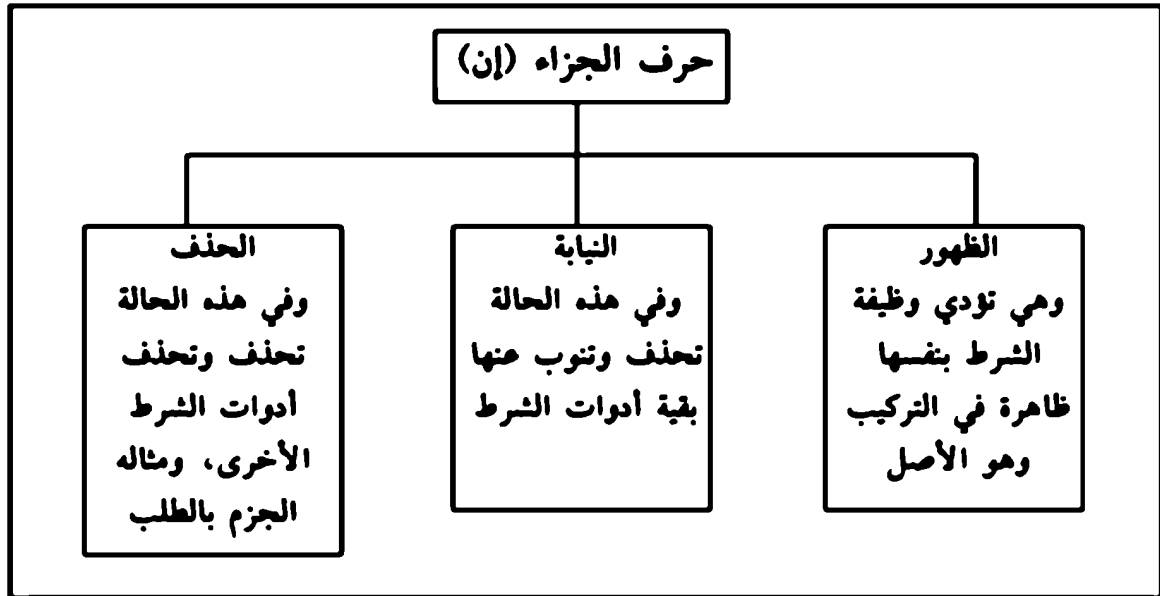 حرف الجزاء (إن)
الظهور
وهي تؤدي وظيفة
الشرط بنفسها
ظاهرة في التركيب
وهو الأصل
النيابة
وفي هذه الحالة
تحذف وتنوب عنها
بقية أدوات الشرط
الحذف
وفي هذه الحالة
تحذف وتحذف
أدوات الشرط
الأخرى، ومثاله
الجزم بالطلب